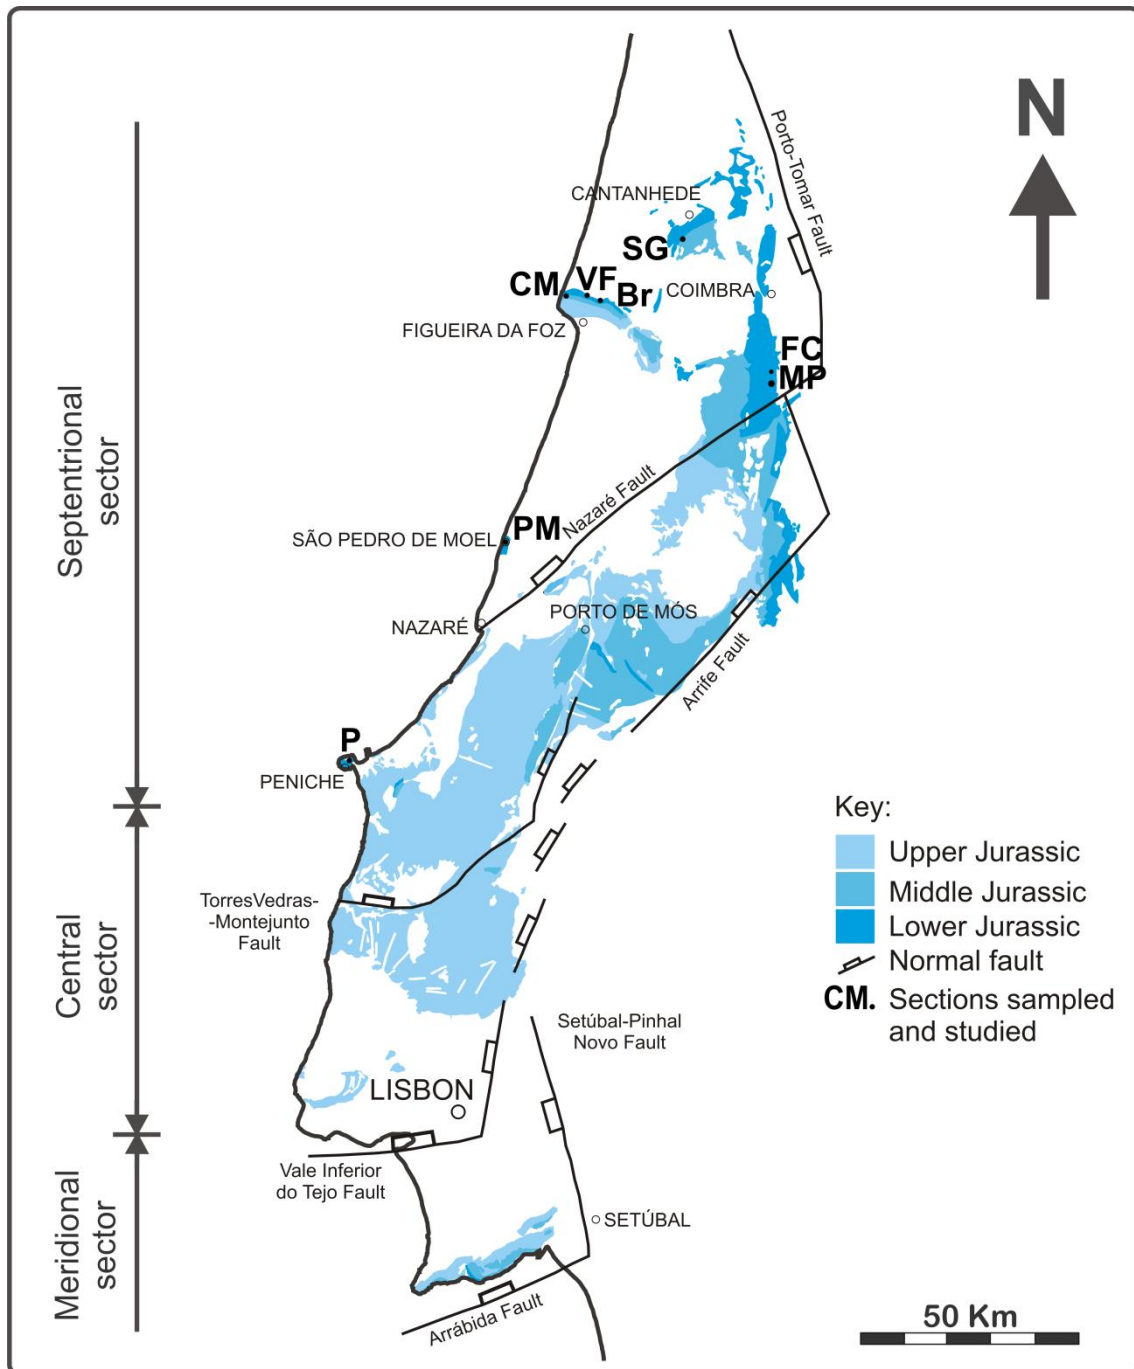 N
Porto-Tomar Fault
CANTANHEDE
SG
CM
VF
Br
COIMBRA
FIGUEIRA DA FOZ
FC
MP
Septentrional
sector
Nazaré Fault
SÃO PEDRO DE MOEL
PM
NAZARÉ
PORTO DE MÓS
Arrife Fault
P
PENICHE
Key:
Upper Jurassic
Middle Jurassic
Lower Jurassic
Normal fault
CM. Sections sampled
and studied
TorresVedras-
-Montejunto
Fault
Central
sector
Setúbal-Pinhal
Novo Fault
LISBON
Vale Inferior
do Tejo Fault
Meridional
sector
SETÚBAL
Arrábida Fault
50 Km